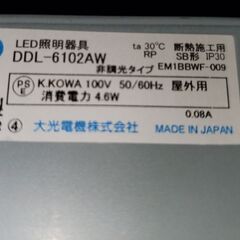 LED照明器具 ta 30℃ 断熱施工用
DDL-6102AW RP SB形 IP30
非調光タイプ EM1BBWF-009
PS E K.KOWA 100V 50/60Hz 屋外用
消費電力 4.6W 0.08A
④ 大光電機株式会社 MADE IN JAPAN